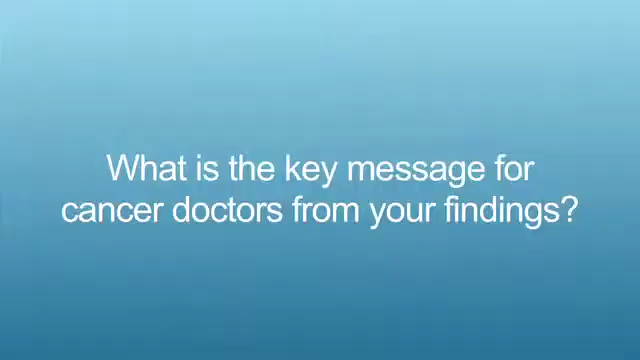 What is the key message for
cancer doctors from your findings?